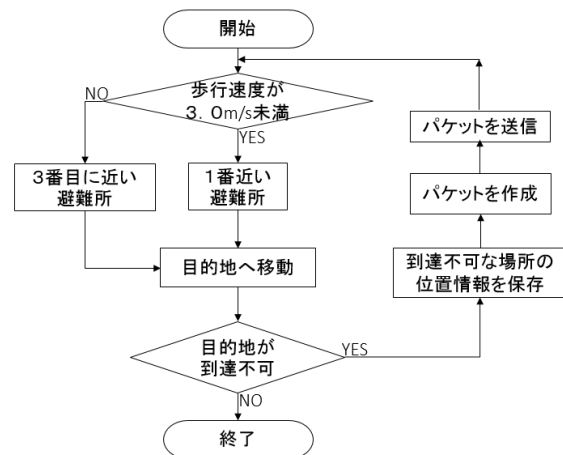 開始
歩行速度が
3．0m/s未満
NO
YES
3番目に近い
避難所
1番近い
避難所
目的地へ移動
目的地が
到達不可
YES
NO
終了
到達不可な場所の
位置情報を保存
パケットを作成
パケットを送信